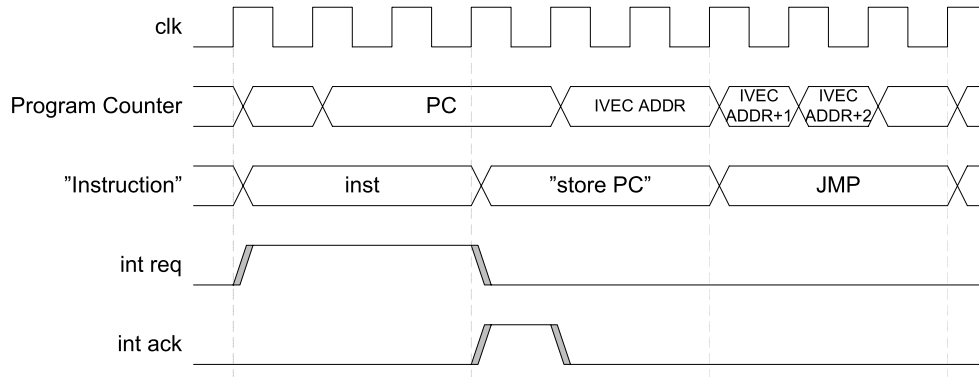 clk
Program Counter
PC
IVEC ADDR
IVEC
ADDR+1
IVEC
ADDR+2
”Instruction”
inst
”store PC”
JMP
int req
int ack